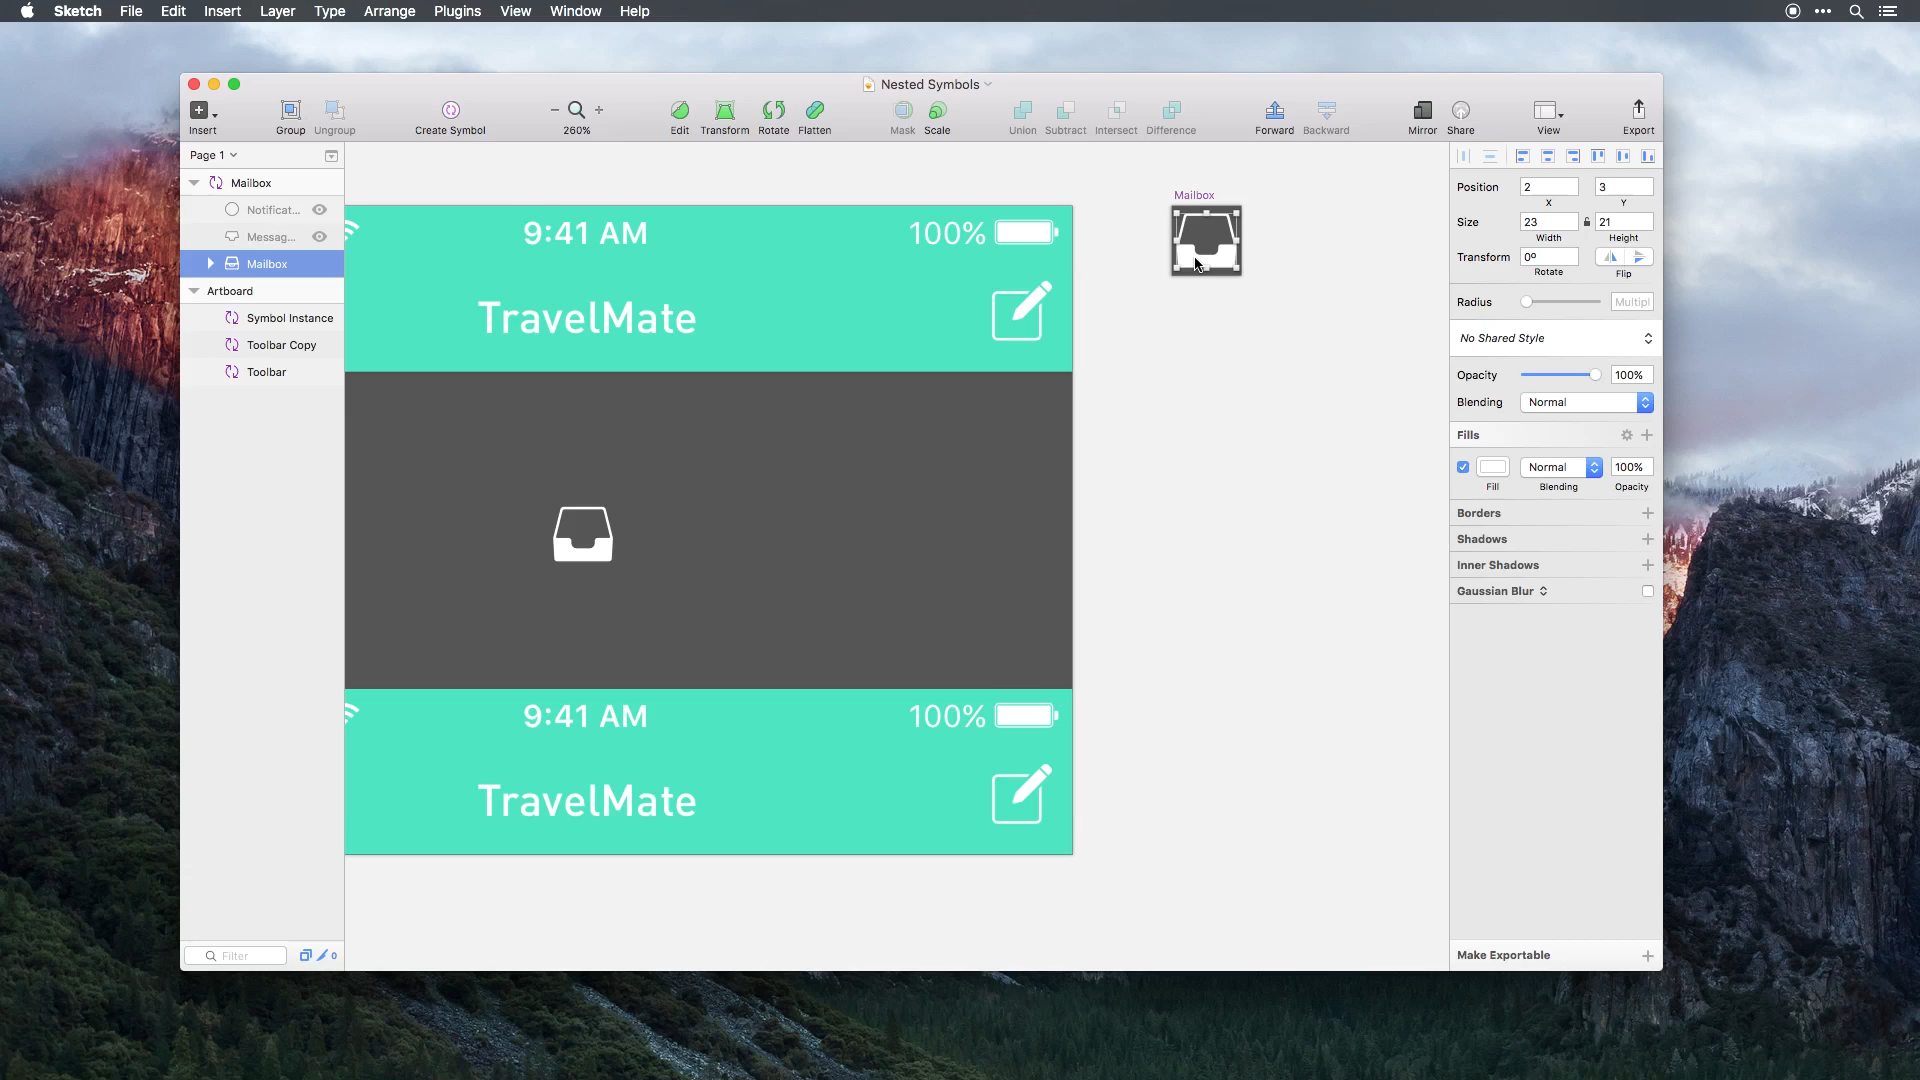 Sketch File Edit Insert Layer Type Arrange Plugins View Window Help
Nested Symbols
Insert Group Ungroup Create Symbol 260% Edit Transform Rotate Flatten Mask Scale Union Subtract Intersect Difference Forward Backward Mirror Share View Export
Page 1
Mailbox
Notificat...
Messag...
Mailbox
Artboard
Symbol Instance
Toolbar Copy
Toolbar
Filter
0
9:41 AM 100%
TravelMate
9:41 AM 100%
TravelMate
Mailbox
Position 2 3
X Y
Size 23 21
Width Height
Transform 0º
Rotate Flip
Radius Multipl
No Shared Style
Opacity 100%
Blending Normal
Fills
Normal 100%
Fill Blending Opacity
Borders
Shadows
Inner Shadows
Gaussian Blur
Make Exportable